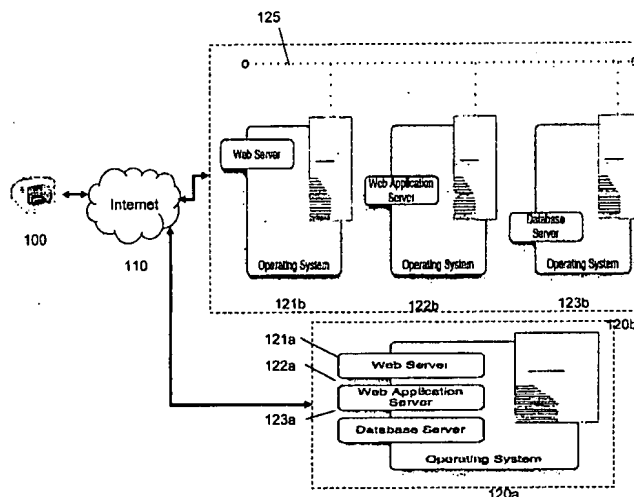 125
Web Server
Web Application
Server
Database
Server
Internet
100
110
Operating System
Operating System
Operating System
121b
122b
123b
120b
121a
122a
123a
Web Server
Web Application
Server
Database Server
Operating System
120a